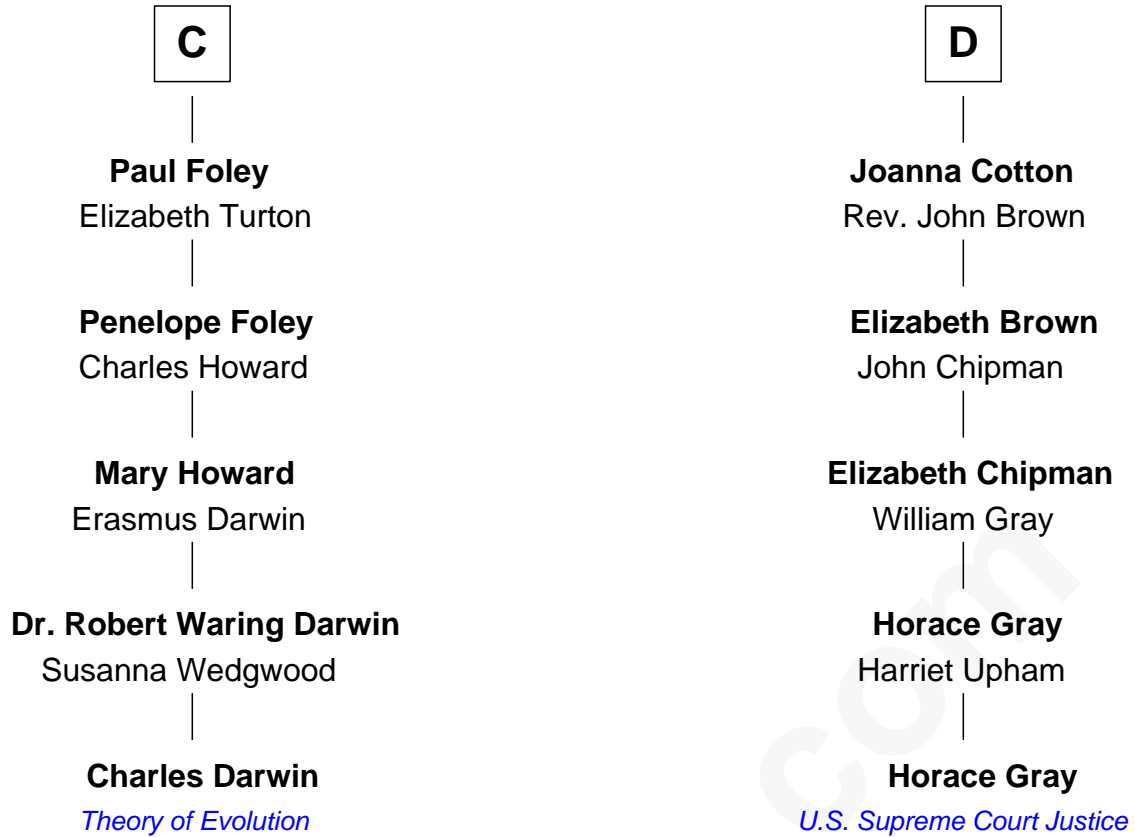 C
Paul Foley
Elizabeth Turton
Penelope Foley
Charles Howard
Mary Howard
Erasmus Darwin
Dr. Robert Waring Darwin
Susanna Wedgwood
Charles Darwin
Theory of Evolution
D
Joanna Cotton
Rev. John Brown
Elizabeth Brown
John Chipman
Elizabeth Chipman
William Gray
Horace Gray
Harriet Upham
Horace Gray
U.S. Supreme Court Justice
com